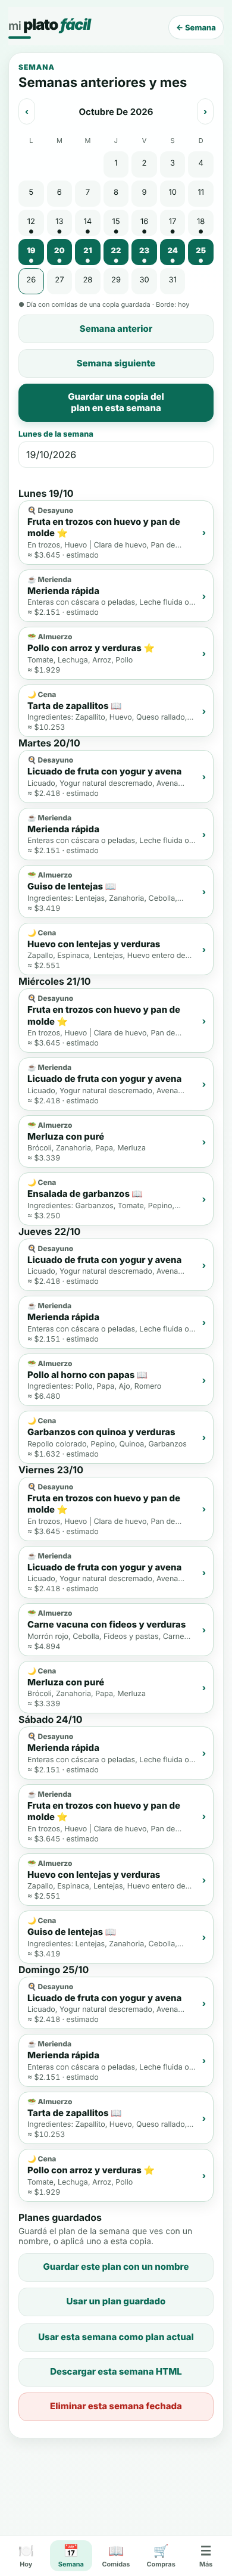 mi plato fácil
← Semana
SEMANA
Semanas anteriores y mes
‹ Octubre De 2026 ›
L M M J V S D
1 2 3 4
5 6 7 8 9 10 11
12 13 14 15 16 17 18
19 20 21 22 23 24 25
26 27 28 29 30 31
● Día con comidas de una copia guardada · Borde: hoy
Semana anterior
Semana siguiente
Guardar una copia del
plan en esta semana
Lunes de la semana
19/10/2026
Lunes 19/10
🍳 Desayuno
Fruta en trozos con huevo y pan de
molde ⭐
En trozos, Huevo | Clara de huevo, Pan de...
≈ $3.645 · estimado
☕ Merienda
Merienda rápida
Enteras con cáscara o peladas, Leche fluida o...
≈ $2.151 · estimado
🥗 Almuerzo
Pollo con arroz y verduras ⭐
Tomate, Lechuga, Arroz, Pollo
≈ $1.929
🌙 Cena
Tarta de zapallitos 📖
Ingredientes: Zapallito, Huevo, Queso rallado,...
≈ $10.253
Martes 20/10
🍳 Desayuno
Licuado de fruta con yogur y avena
Licuado, Yogur natural descremado, Avena...
≈ $2.418 · estimado
☕ Merienda
Merienda rápida
Enteras con cáscara o peladas, Leche fluida o...
≈ $2.151 · estimado
🥗 Almuerzo
Guiso de lentejas 📖
Ingredientes: Lentejas, Zanahoria, Cebolla,...
≈ $3.419
🌙 Cena
Huevo con lentejas y verduras
Zapallo, Espinaca, Lentejas, Huevo entero de...
≈ $2.551
Miércoles 21/10
🍳 Desayuno
Fruta en trozos con huevo y pan de
molde ⭐
En trozos, Huevo | Clara de huevo, Pan de...
≈ $3.645 · estimado
☕ Merienda
Licuado de fruta con yogur y avena
Licuado, Yogur natural descremado, Avena...
≈ $2.418 · estimado
🥗 Almuerzo
Merluza con puré
Brócoli, Zanahoria, Papa, Merluza
≈ $3.339
🌙 Cena
Ensalada de garbanzos 📖
Ingredientes: Garbanzos, Tomate, Pepino,...
≈ $3.250
Jueves 22/10
🍳 Desayuno
Licuado de fruta con yogur y avena
Licuado, Yogur natural descremado, Avena...
≈ $2.418 · estimado
☕ Merienda
Merienda rápida
Enteras con cáscara o peladas, Leche fluida o...
≈ $2.151 · estimado
🥗 Almuerzo
Pollo al horno con papas 📖
Ingredientes: Pollo, Papa, Ajo, Romero
≈ $6.480
🌙 Cena
Garbanzos con quinoa y verduras
Repollo colorado, Pepino, Quinoa, Garbanzos
≈ $1.632 · estimado
Viernes 23/10
🍳 Desayuno
Fruta en trozos con huevo y pan de
molde ⭐
En trozos, Huevo | Clara de huevo, Pan de...
≈ $3.645 · estimado
☕ Merienda
Licuado de fruta con yogur y avena
Licuado, Yogur natural descremado, Avena...
≈ $2.418 · estimado
🥗 Almuerzo
Carne vacuna con fideos y verduras
Morrón rojo, Cebolla, Fideos y pastas, Carne...
≈ $4.894
🌙 Cena
Merluza con puré
Brócoli, Zanahoria, Papa, Merluza
≈ $3.339
Sábado 24/10
🍳 Desayuno
Merienda rápida
Enteras con cáscara o peladas, Leche fluida o...
≈ $2.151 · estimado
☕ Merienda
Fruta en trozos con huevo y pan de
molde ⭐
En trozos, Huevo | Clara de huevo, Pan de...
≈ $3.645 · estimado
🥗 Almuerzo
Huevo con lentejas y verduras
Zapallo, Espinaca, Lentejas, Huevo entero de...
≈ $2.551
🌙 Cena
Guiso de lentejas 📖
Ingredientes: Lentejas, Zanahoria, Cebolla,...
≈ $3.419
Domingo 25/10
🍳 Desayuno
Licuado de fruta con yogur y avena
Licuado, Yogur natural descremado, Avena...
≈ $2.418 · estimado
☕ Merienda
Merienda rápida
Enteras con cáscara o peladas, Leche fluida o...
≈ $2.151 · estimado
🥗 Almuerzo
Tarta de zapallitos 📖
Ingredientes: Zapallito, Huevo, Queso rallado,...
≈ $10.253
🌙 Cena
Pollo con arroz y verduras ⭐
Tomate, Lechuga, Arroz, Pollo
≈ $1.929
Planes guardados
Guardá el plan de la semana que ves con un
nombre, o aplicá uno a esta copia.
Guardar este plan con un nombre
Usar un plan guardado
Usar esta semana como plan actual
Descargar esta semana HTML
Eliminar esta semana fechada
Hoy Semana Comidas Compras Más